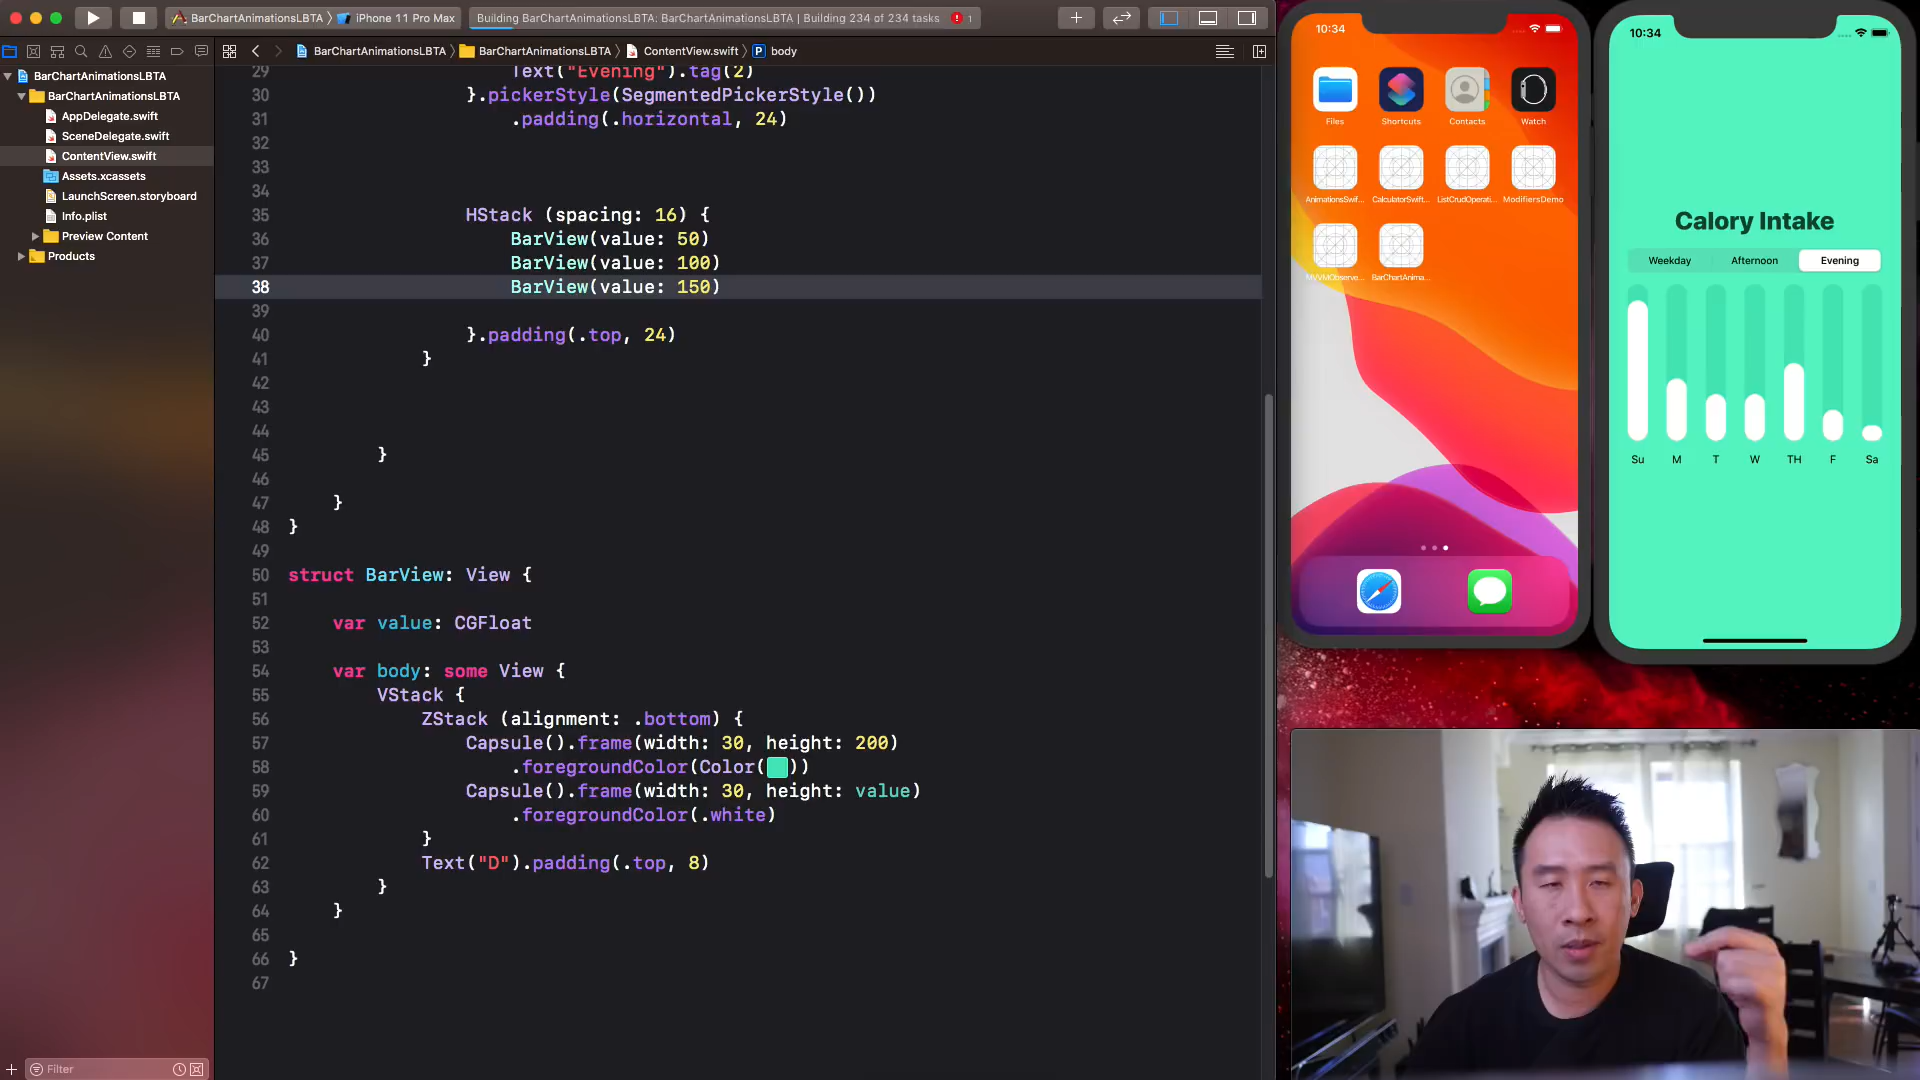 BarChartAnimationsLBTA 〉 iPhone 11 Pro Max
Building BarChartAnimationsLBTA: BarChartAnimationsLBTA | Building 234 of 234 tasks 1
BarChartAnimationsLBTA 〉 BarChartAnimationsLBTA 〉 ContentView.swift 〉 P body
BarChartAnimationsLBTA
BarChartAnimationsLBTA
AppDelegate.swift
SceneDelegate.swift
ContentView.swift
Assets.xcassets
LaunchScreen.storyboard
Info.plist
Preview Content
Products
Filter
29 Text("Evening").tag(2)
30 }.pickerStyle(SegmentedPickerStyle())
31 .padding(.horizontal, 24)
32
33
34
35 HStack (spacing: 16) {
36 BarView(value: 50)
37 BarView(value: 100)
38 BarView(value: 150)
39
40 }.padding(.top, 24)
41 }
42
43
44
45 }
46
47 }
48 }
49
50 struct BarView: View {
51
52 var value: CGFloat
53
54 var body: some View {
55 VStack {
56 ZStack (alignment: .bottom) {
57 Capsule().frame(width: 30, height: 200)
58 .foregroundColor(Color( ))
59 Capsule().frame(width: 30, height: value)
60 .foregroundColor(.white)
61 }
62 Text("D").padding(.top, 8)
63 }
64 }
65
66 }
67
10:34
Files Shortcuts Contacts Watch
AnimationsSwif... CalculatorSwift... ListCrudOperati... ModifiersDemo
MVVMObserve... BarChartAnima...
10:34
Calory Intake
Weekday Afternoon Evening
Su M T W TH F Sa